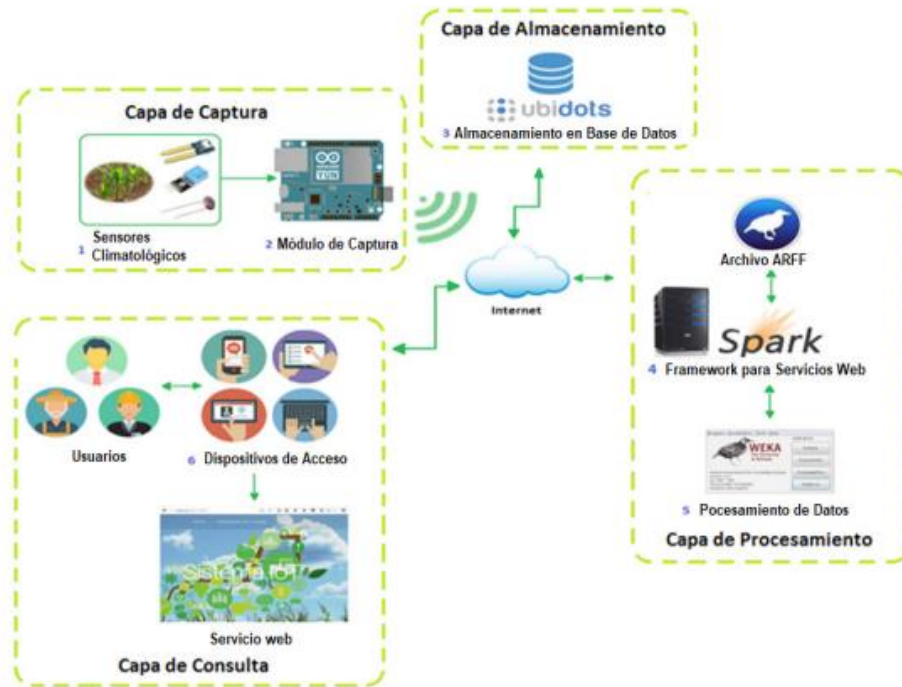 Capa de Captura
1 Sensores
Climatológicos
2 Módulo de Captura
ARDUINO
YUN
Capa de Almacenamiento
ubidots
3 Almacenamiento en Base de Datos
Internet
Archivo ARFF
Spark
4 Framework para Servicios Web
WEKA
5 Pocesamiento de Datos
Capa de Procesamiento
Usuarios
6 Dispositivos de Acceso
Sistema IoT
Servicio web
Capa de Consulta